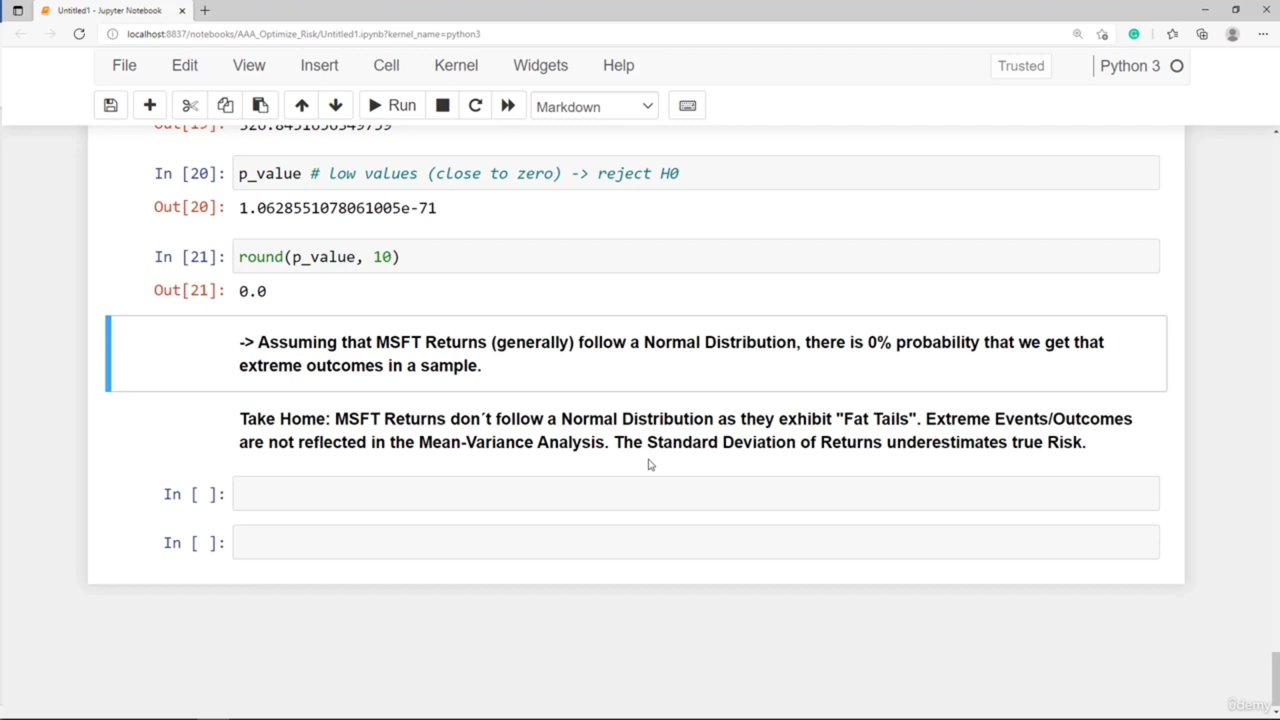 Untitled1 - Jupyter Notebook
localhost:8837/notebooks/AAA_Optimize_Risk/Untitled1.ipynb?kernel_name=python3
File Edit View Insert Cell Kernel Widgets Help Trusted Python 3
Run Markdown
Out[19]
In [20]: p_value # low values (close to zero) -> reject H0
Out[20]: 1.0628551078061005e-71
In [21]: round(p_value, 10)
Out[21]: 0.0
-> Assuming that MSFT Returns (generally) follow a Normal Distribution, there is 0% probability that we get that
extreme outcomes in a sample.
Take Home: MSFT Returns don´t follow a Normal Distribution as they exhibit "Fat Tails". Extreme Events/Outcomes
are not reflected in the Mean-Variance Analysis. The Standard Deviation of Returns underestimates true Risk.
In [ ]:
In [ ]:
ûdemy